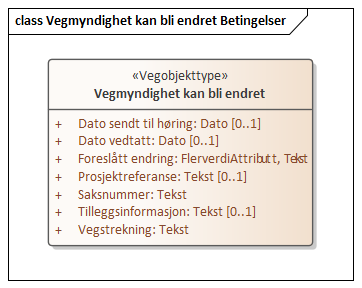 class Vegmyndighet kan bli endret Betingelser
«Vegobjekttype»
Vegmyndighet kan bli endret
+ Dato sendt til høring: Dato [0..1]
+ Dato vedtatt: Dato [0..1]
+ Foreslått endring: FlerverdiAttributt, Tekst
+ Prosjektreferanse: Tekst [0..1]
+ Saksnummer: Tekst
+ Tilleggsinformasjon: Tekst [0..1]
+ Vegstrekning: Tekst